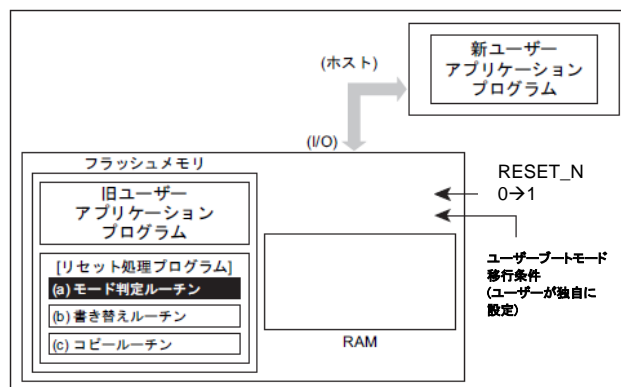 新ユーザー
アプリケーション
プログラム
(ホスト)
(I/O)
フラッシュメモリ
旧ユーザー
アプリケーション
プログラム
[リセット処理プログラム]
(a) モード判定ルーチン
(b) 書き替えルーチン
(c) コピールーチン
RAM
RESET_N
0→1
ユーザーブートモード
移行条件
(ユーザーが独自に
設定)